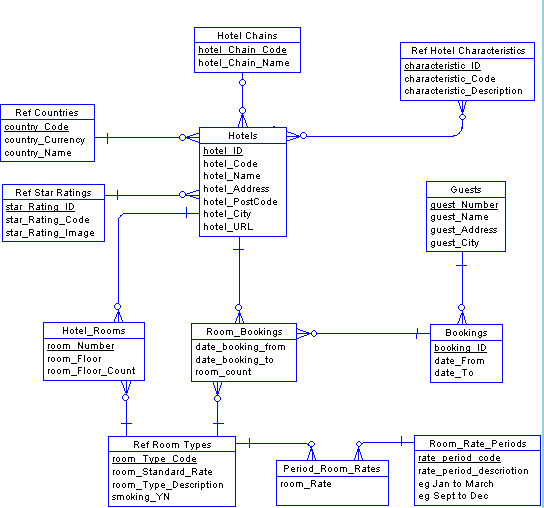 Hotel Chains
hotel_Chain_Code
hotel_Chain_Name
Ref Hotel Characteristics
characteristic_ID
characteristic_Code
characteristic_Description
Ref Countries
country_Code
country_Currency
country_Name
Hotels
hotel_ID
hotel_Code
hotel_Name
hotel_Address
hotel_PostCode
hotel_City
hotel_URL
Ref Star Ratings
star_Rating_ID
star_Rating_Code
star_Rating_Image
Guests
guest_Number
guest_Name
guest_Address
guest_City
Hotel_Rooms
room_Number
room_Floor
room_Floor_Count
Room_Bookings
date_booking_from
date_booking_to
room_count
Bookings
booking_ID
date_From
date_To
Ref Room Types
room_Type_Code
room_Standard_Rate
room_Type_Description
smoking_YN
Period_Room_Rates
room_Rate
Room_Rate_Periods
rate_period_code
rate_period_description
eg Jan to March
eg Sept to Dec